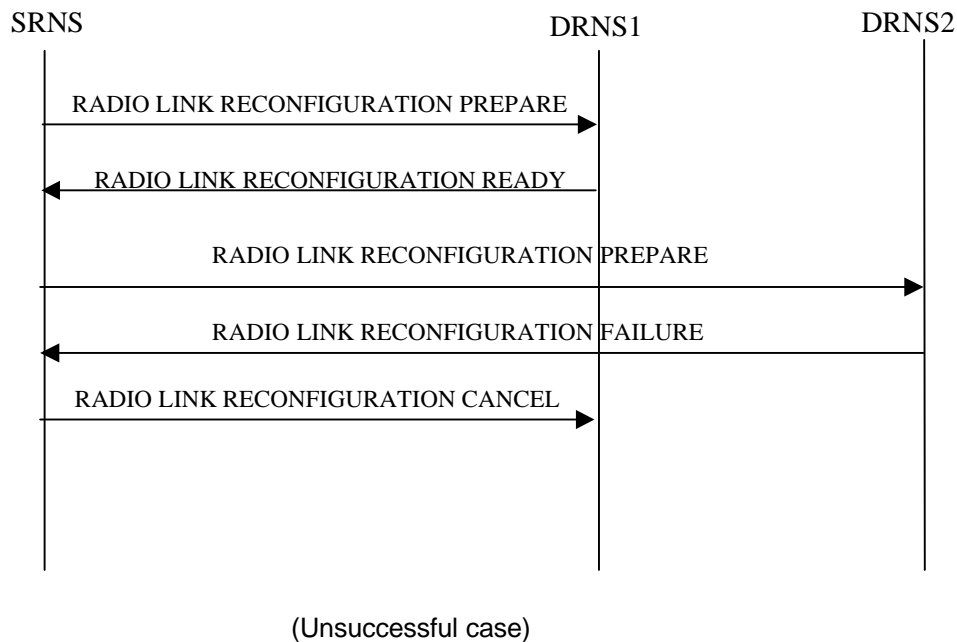 SRNS
DRNS1
DRNS2
RADIO LINK RECONFIGURATION PREPARE
RADIO LINK RECONFIGURATION READY
RADIO LINK RECONFIGURATION PREPARE
RADIO LINK RECONFIGURATION FAILURE
RADIO LINK RECONFIGURATION CANCEL
(Unsuccessful case)